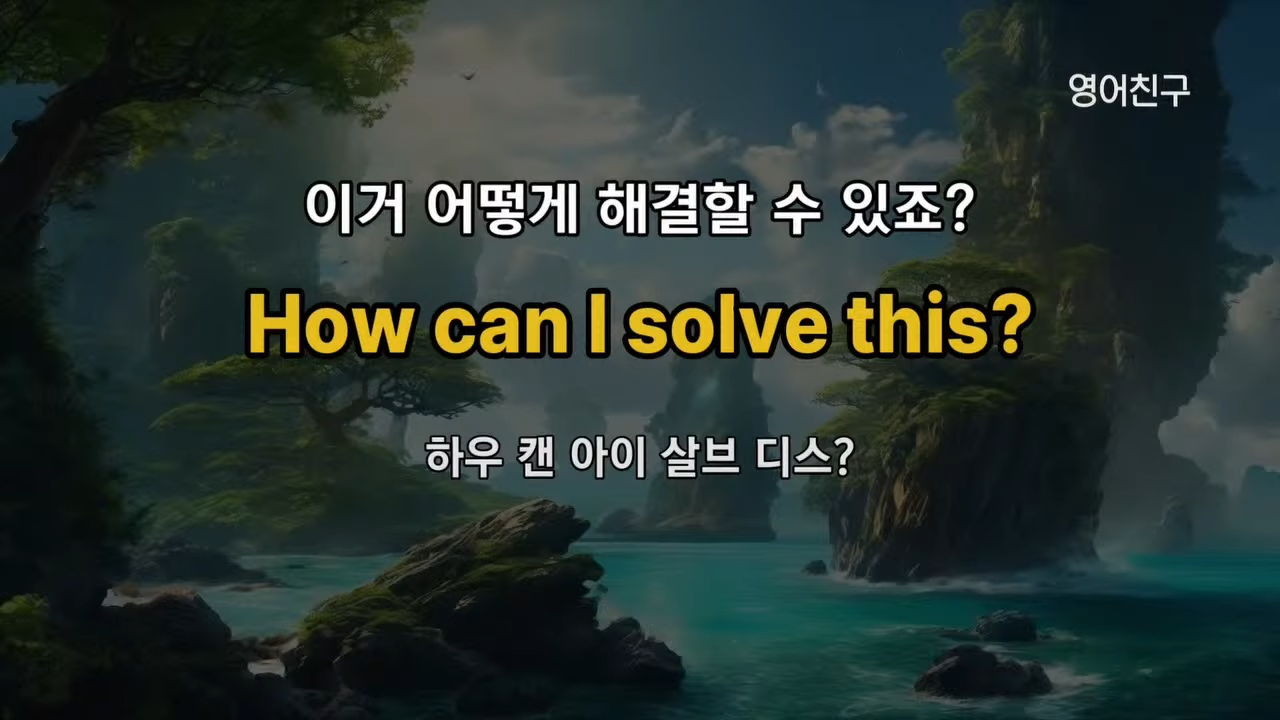 영어친구
이거 어떻게 해결할 수 있죠?
How can I solve this?
하우 캔 아이 살브 디스?